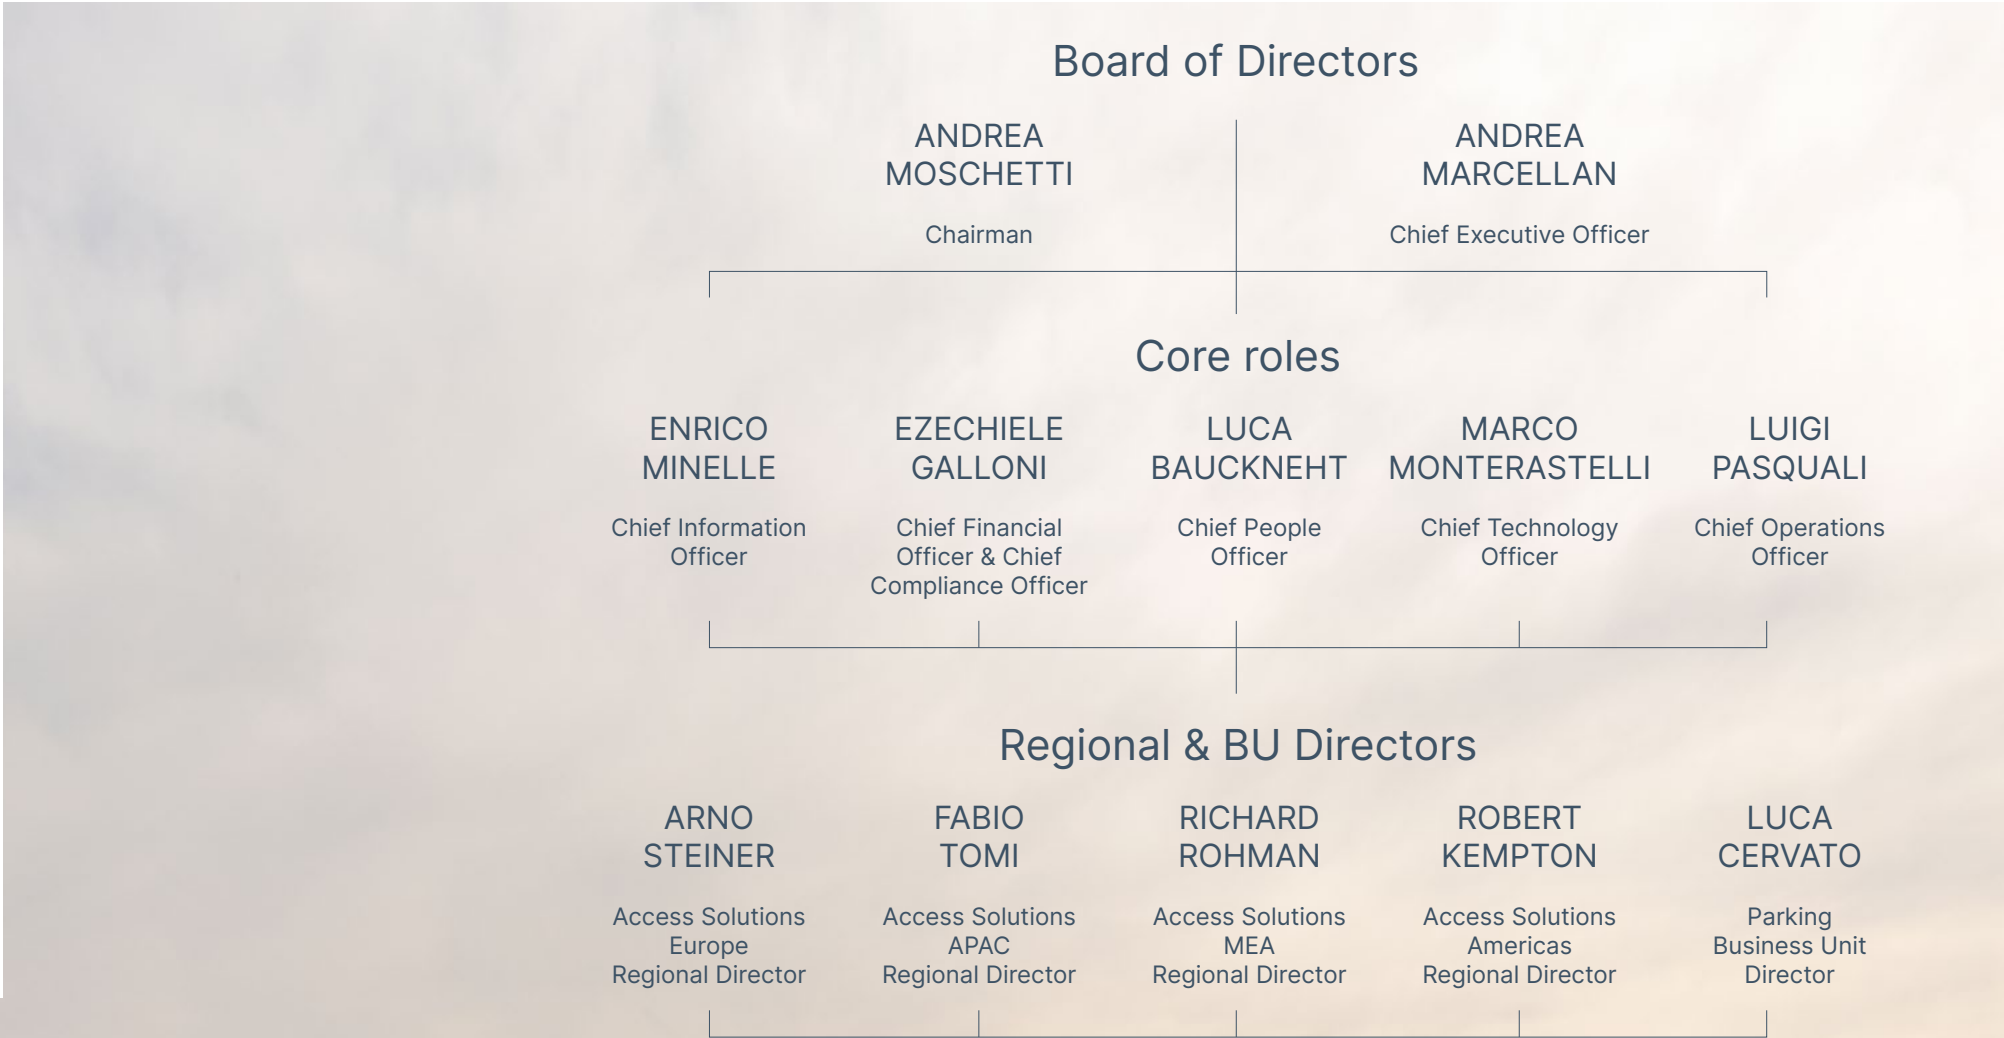 Board of Directors
ANDREA
MOSCHETTI
Chairman
ANDREA
MARCELLAN
Chief Executive Officer
Core roles
ENRICO
MINELLE
Chief Information
Officer
EZECHIELE
GALLONI
Chief Financial
Officer & Chief
Compliance Officer
LUCA
BAUCKNEHT
Chief People
Officer
MARCO
MONTERASTELLI
Chief Technology
Officer
LUIGI
PASQUALI
Chief Operations
Officer
Regional & BU Directors
ARNO
STEINER
Access Solutions
Europe
Regional Director
FABIO
TOMI
Access Solutions
APAC
Regional Director
RICHARD
ROHMAN
Access Solutions
MEA
Regional Director
ROBERT
KEMPTON
Access Solutions
Americas
Regional Director
LUCA
CERVATO
Parking
Business Unit
Director